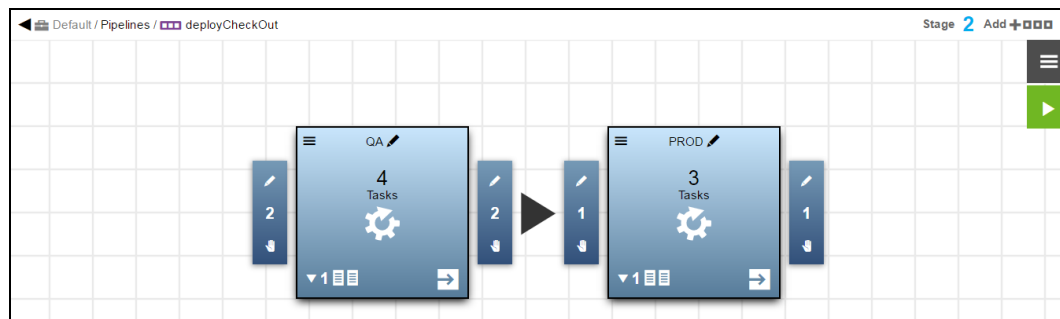 Default / Pipelines / deployCheckOut
Stage 2 Add
QA
PROD
4
Tasks
3
Tasks
2
2
1
1
1
1